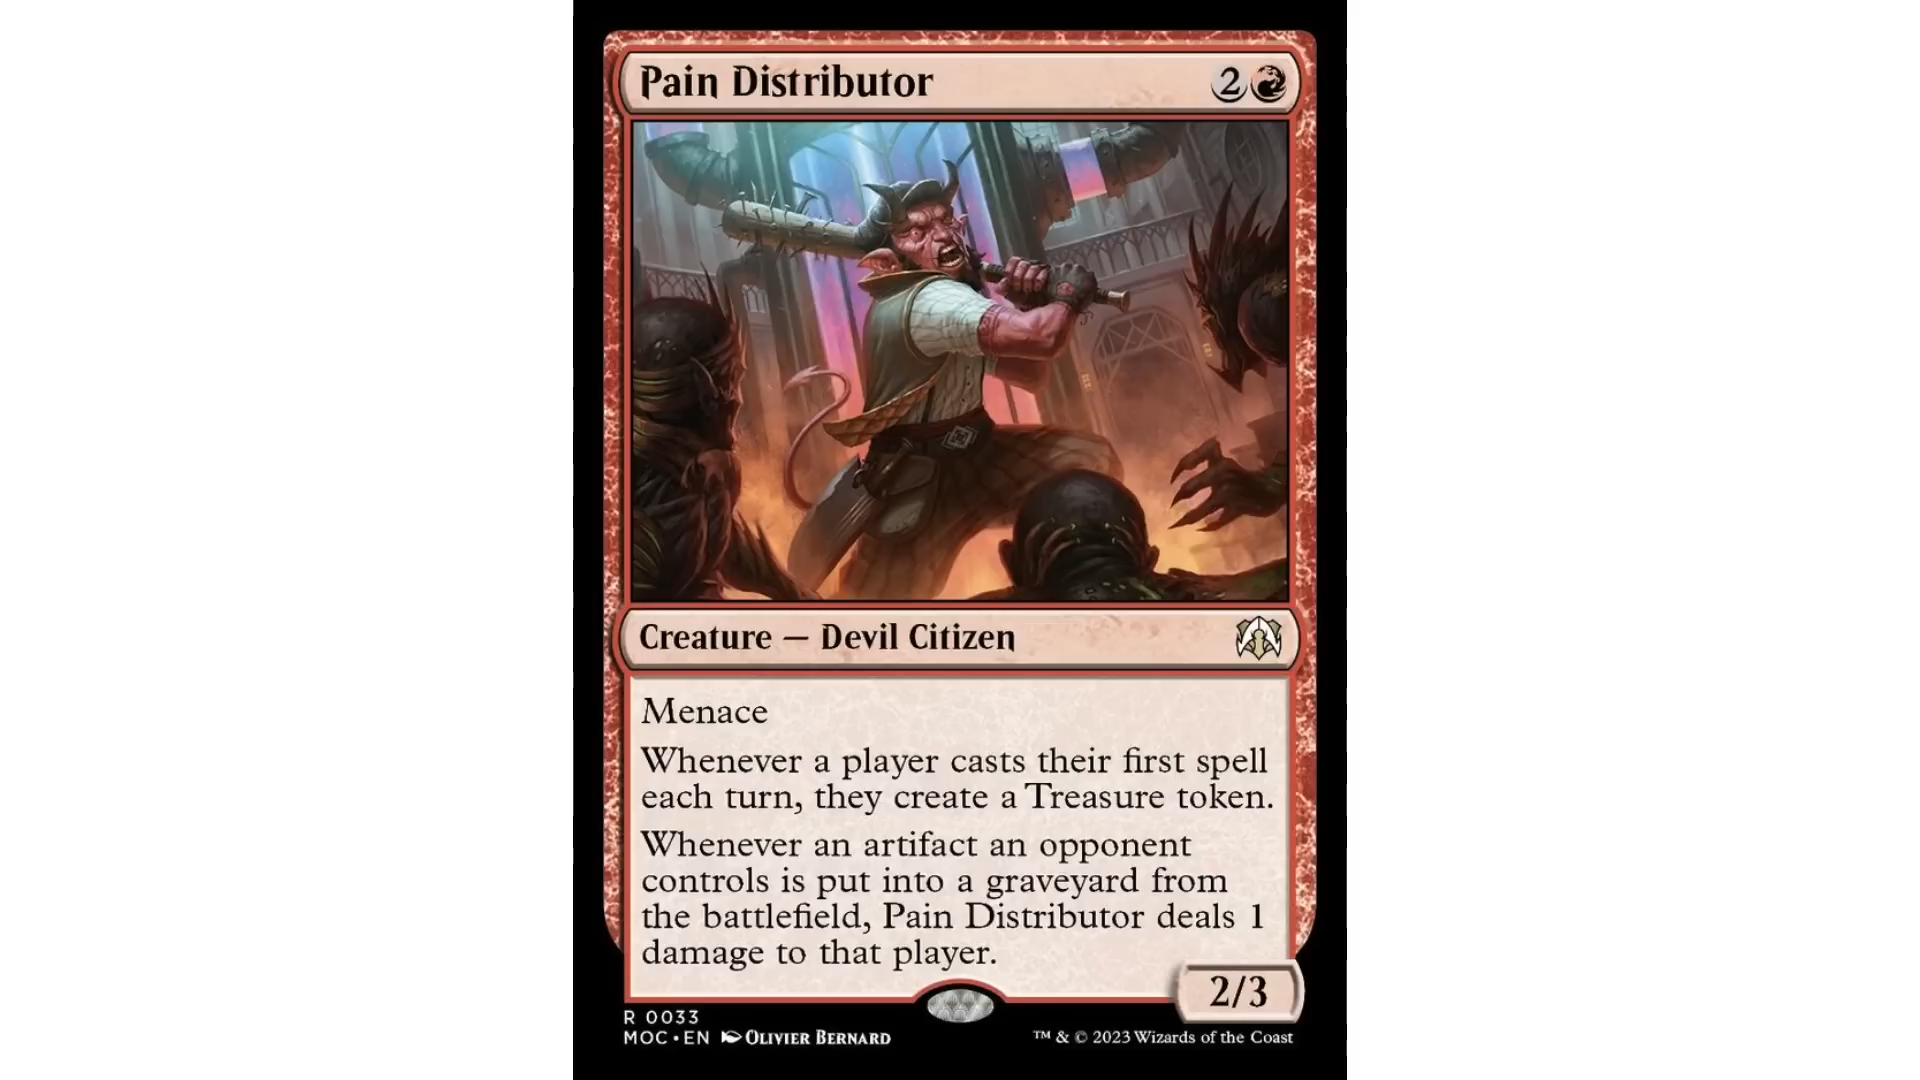 Pain Distributor 2
Creature — Devil Citizen
Menace
Whenever a player casts their first spell
each turn, they create a Treasure token.
Whenever an artifact an opponent
controls is put into a graveyard from
the battlefield, Pain Distributor deals 1
damage to that player.
2/3
R 0033
MOC • EN OLIVIER BERNARD
™ & © 2023 Wizards of the Coast